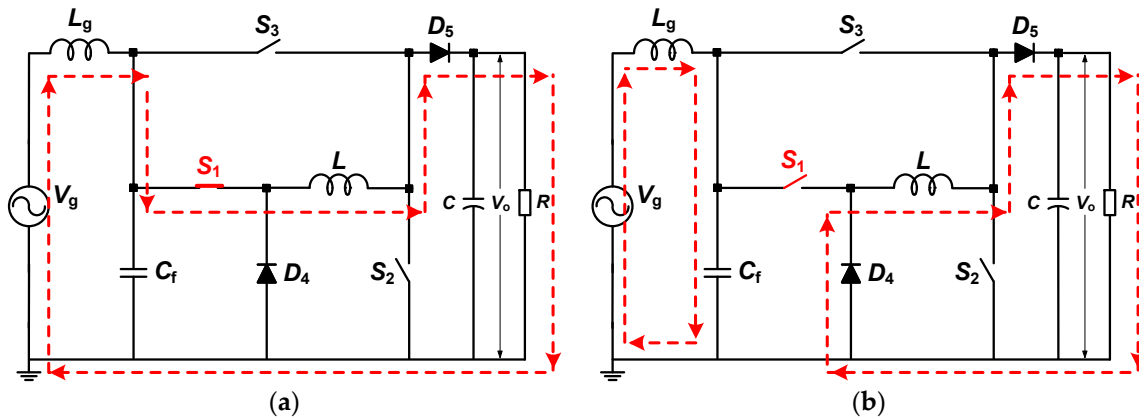 Lg
S3
D5
S1
L
Vg
C
Vo
R
Cf
D4
S2
(a)
Lg
S3
D5
S1
L
Vg
C
Vo
R
Cf
D4
S2
(b)